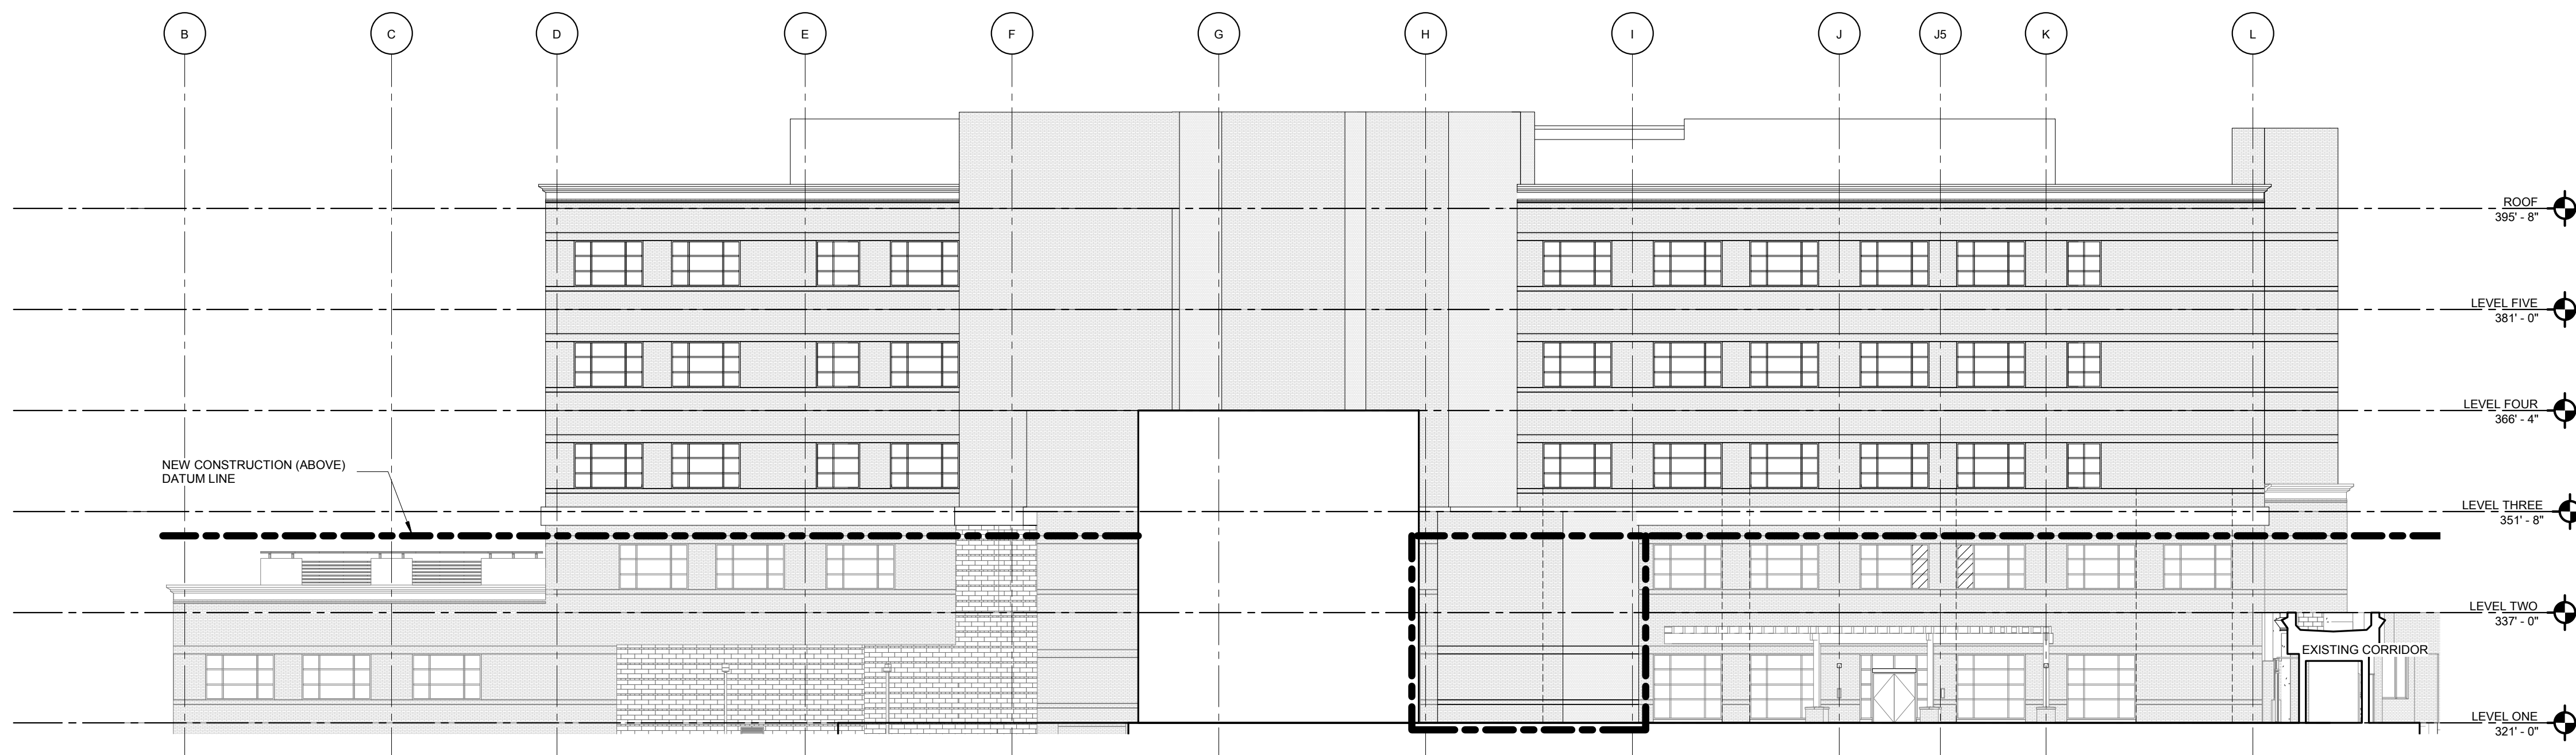 B
C
D
E
F
G
H
I
J
J5
K
L
ROOF
395' - 8"
LEVEL FIVE
381' - 0"
LEVEL FOUR
366' - 4"
NEW CONSTRUCTION (ABOVE)
DATUM LINE
LEVEL THREE
351' - 8"
LEVEL TWO
337' - 0"
EXISTING CORRIDOR
LEVEL ONE
321' - 0"